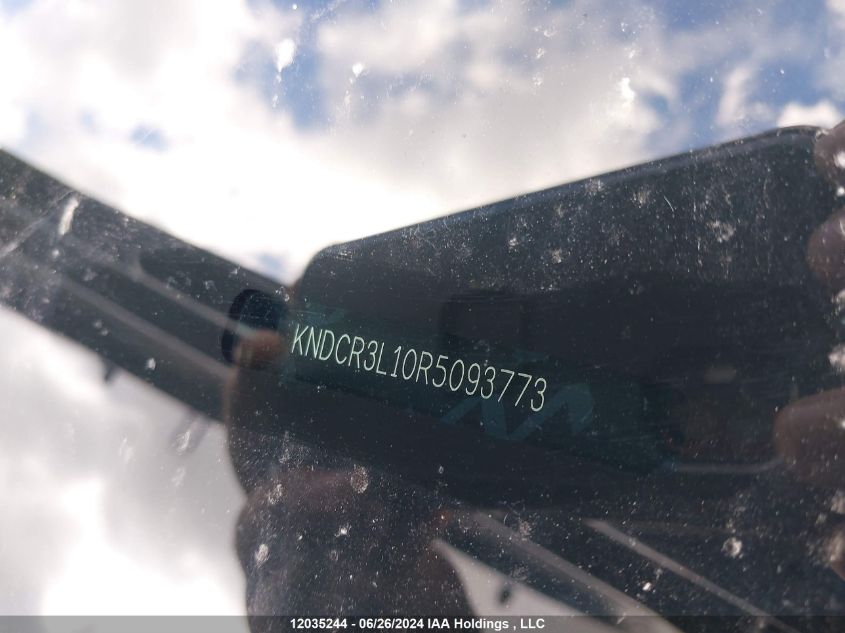 KNDCR3L10R5093773
12035244 - 06/26/2024 IAA Holdings , LLC